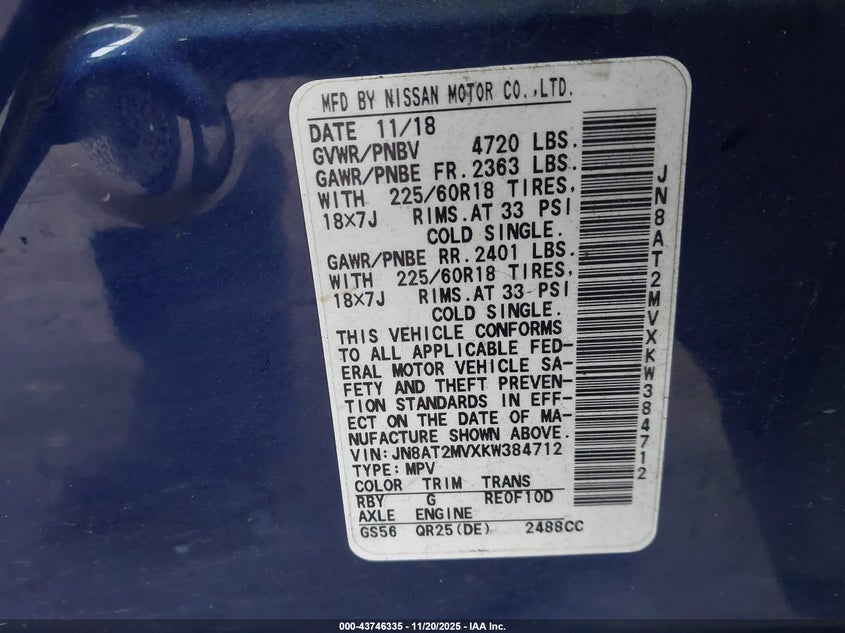 MFD BY NISSAN MOTOR CO.,LTD.
DATE 11/18
GVWR/PNBV 4720 LBS.
GAWR/PNBE FR. 2363 LBS.
WITH 225/60R18 TIRES,
18×7J RIMS.AT 33 PSI
COLD SINGLE.
GAWR/PNBE RR. 2401 LBS.
WITH 225/60R18 TIRES,
18×7J RIMS.AT 33 PSI
COLD SINGLE.
THIS VEHICLE CONFORMS
TO ALL APPLICABLE FED-
ERAL MOTOR VEHICLE SA-
FETY AND THEFT PREVEN-
TION STANDARDS IN EFF-
ECT ON THE DATE OF MA-
NUFACTURE SHOWN ABOVE.
VIN:JN8AT2MVXKW384712
TYPE:MPV
COLOR TRIM TRANS
RBY G RE0F10D
AXLE ENGINE
GS56 QR25(DE) 2488CC
JN8AT2MVXKW384712
000-43746335 - 11/20/2025 - IAA Inc.